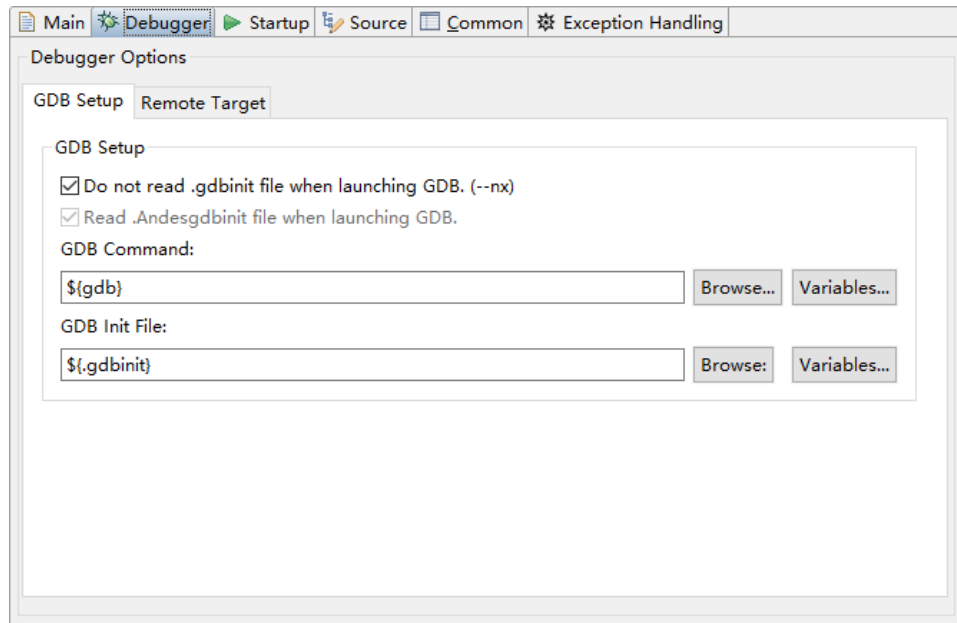 Main Debugger Startup Source Common Exception Handling
Debugger Options
GDB Setup Remote Target
GDB Setup
Do not read .gdbinit file when launching GDB. (--nx)
Read .Andesgdbinit file when launching GDB.
GDB Command:
${gdb} Browse... Variables...
GDB Init File:
${.gdbinit} Browse: Variables...